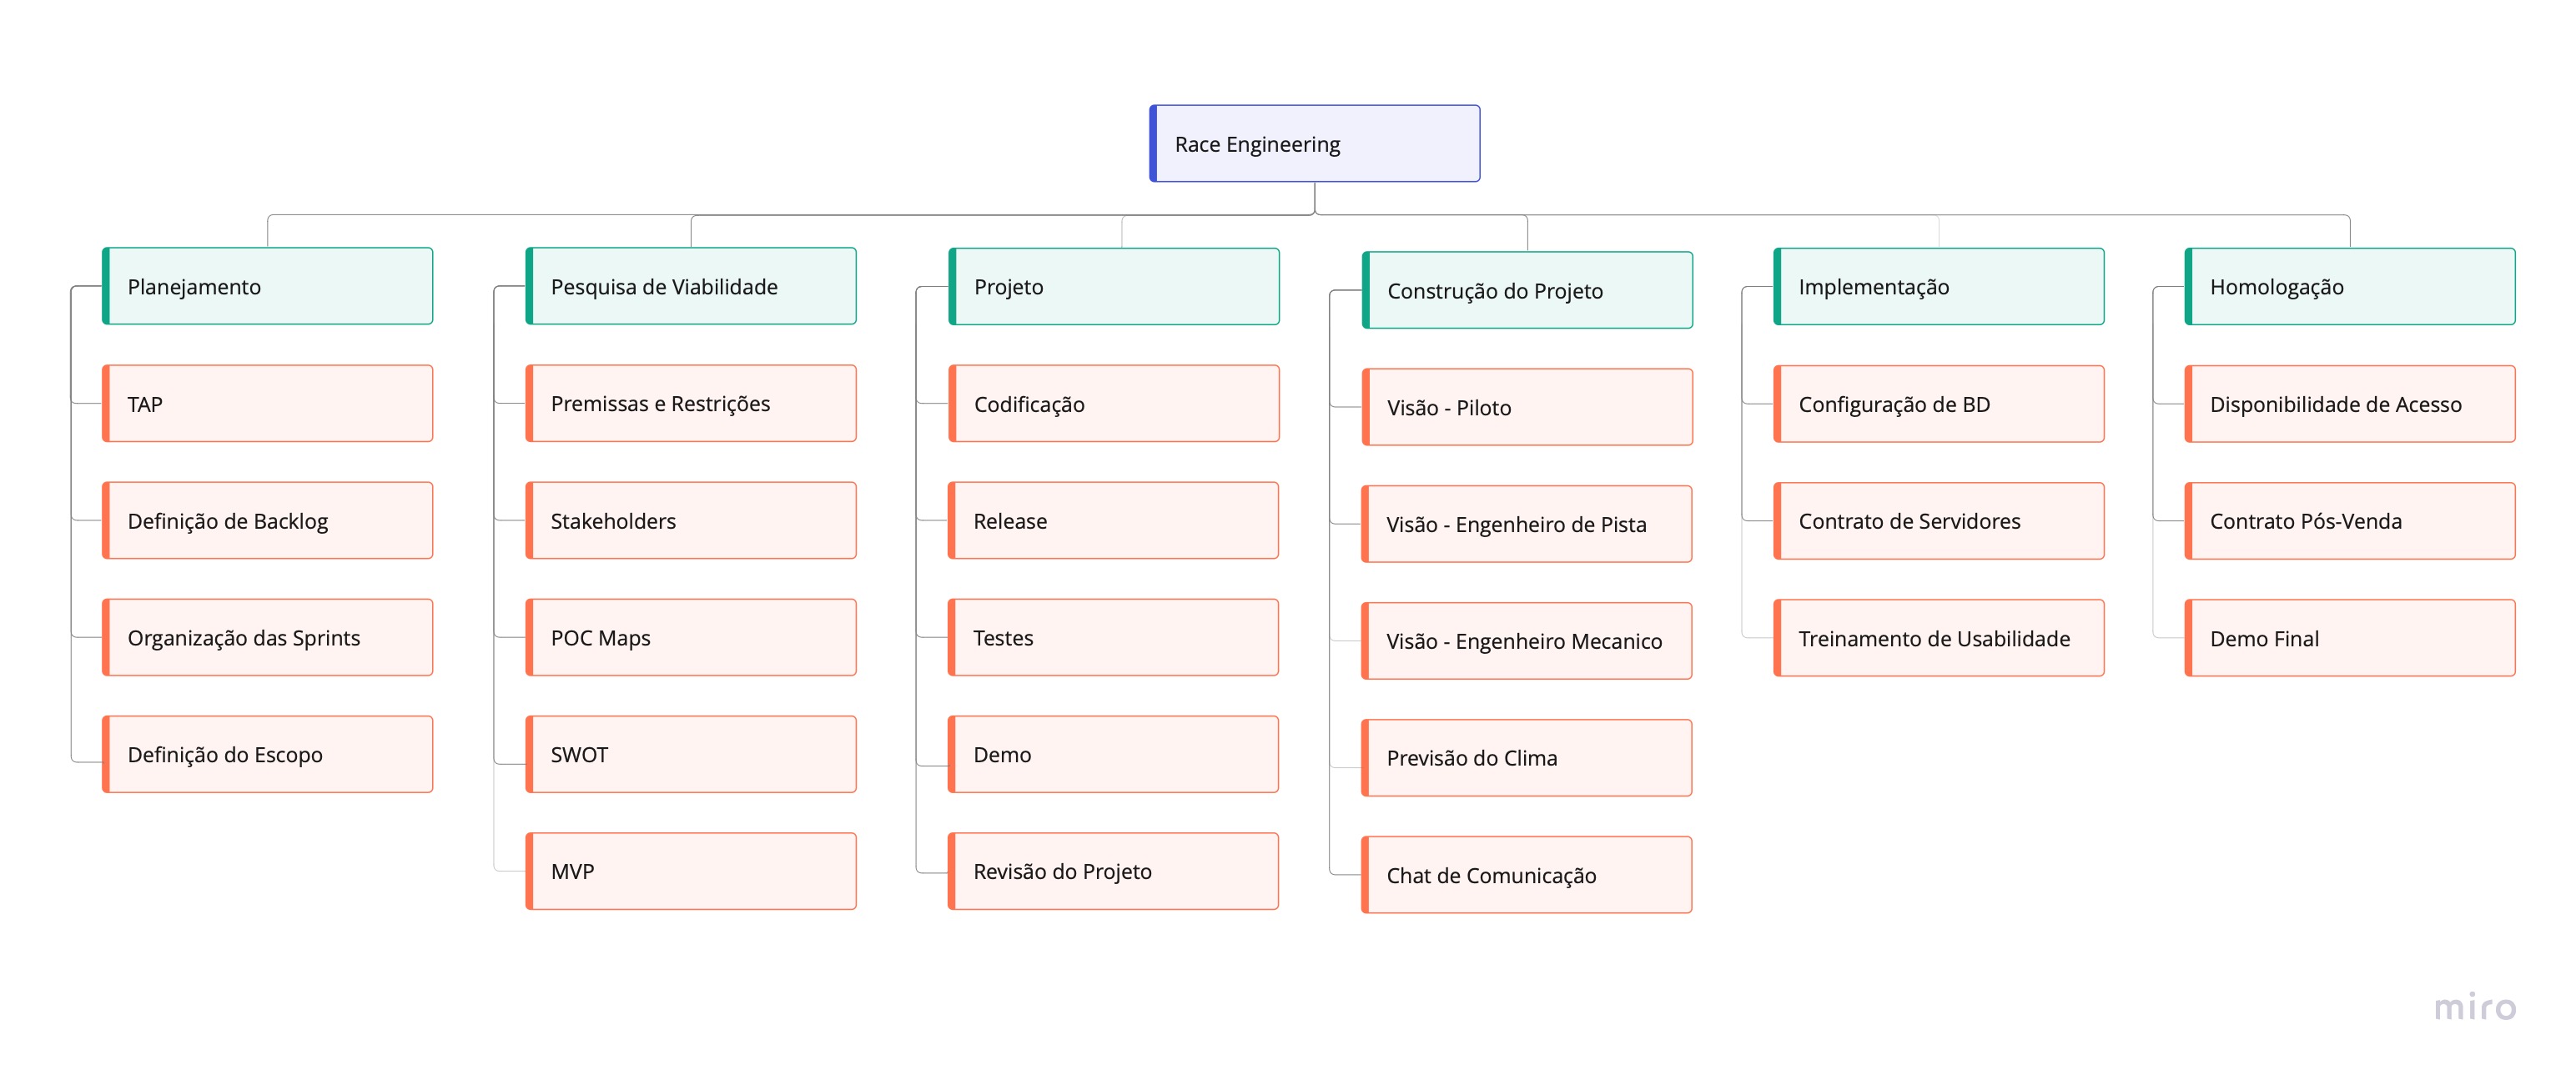 Race Engineering
Planejamento
TAP
Definição de Backlog
Organização das Sprints
Definição do Escopo
Pesquisa de Viabilidade
Premissas e Restrições
Stakeholders
POC Maps
SWOT
MVP
Projeto
Codificação
Release
Testes
Demo
Revisão do Projeto
Construção do Projeto
Visão - Piloto
Visão - Engenheiro de Pista
Visão - Engenheiro Mecanico
Previsão do Clima
Chat de Comunicação
Implementação
Configuração de BD
Contrato de Servidores
Treinamento de Usabilidade
Homologação
Disponibilidade de Acesso
Contrato Pós-Venda
Demo Final
miro